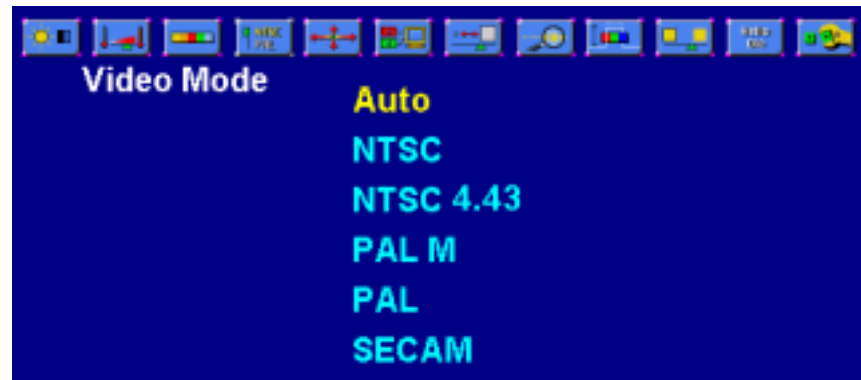 Video Mode
Auto
NTSC
NTSC 4.43
PAL M
PAL
SECAM